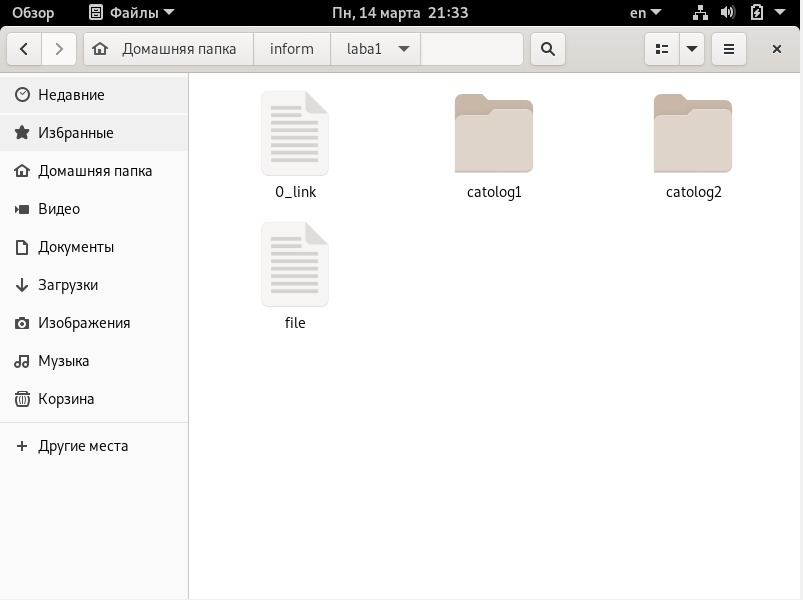 Обзор Файлы Пн, 14 марта 21:33 en
Домашняя папка inform laba1
Недавние
Избранные
Домашняя папка
Видео
Документы
Загрузки
Изображения
Музыка
Корзина
Другие места
0_link catolog1 catolog2
file